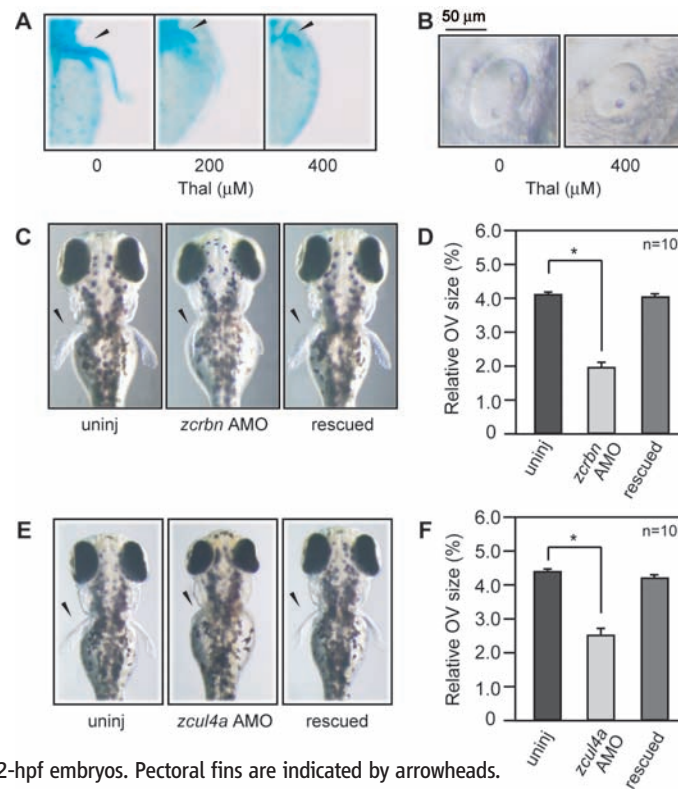 A
B
50 µm
0
200
400
Thal (µM)
0
400
Thal (µM)
C
uninj
zcrbn AMO
rescued
D
Relative OV size (%)
6.0
5.0
4.0
3.0
2.0
1.0
0
n=10
*
uninj
zcrbn
AMO
rescued
E
uninj
zcul4a AMO
rescued
F
Relative OV size (%)
6.0
5.0
4.0
3.0
2.0
1.0
0
n=10
*
uninj
zcul4a
AMO
rescued
2-hpf embryos. Pectoral fins are indicated by arrowheads.